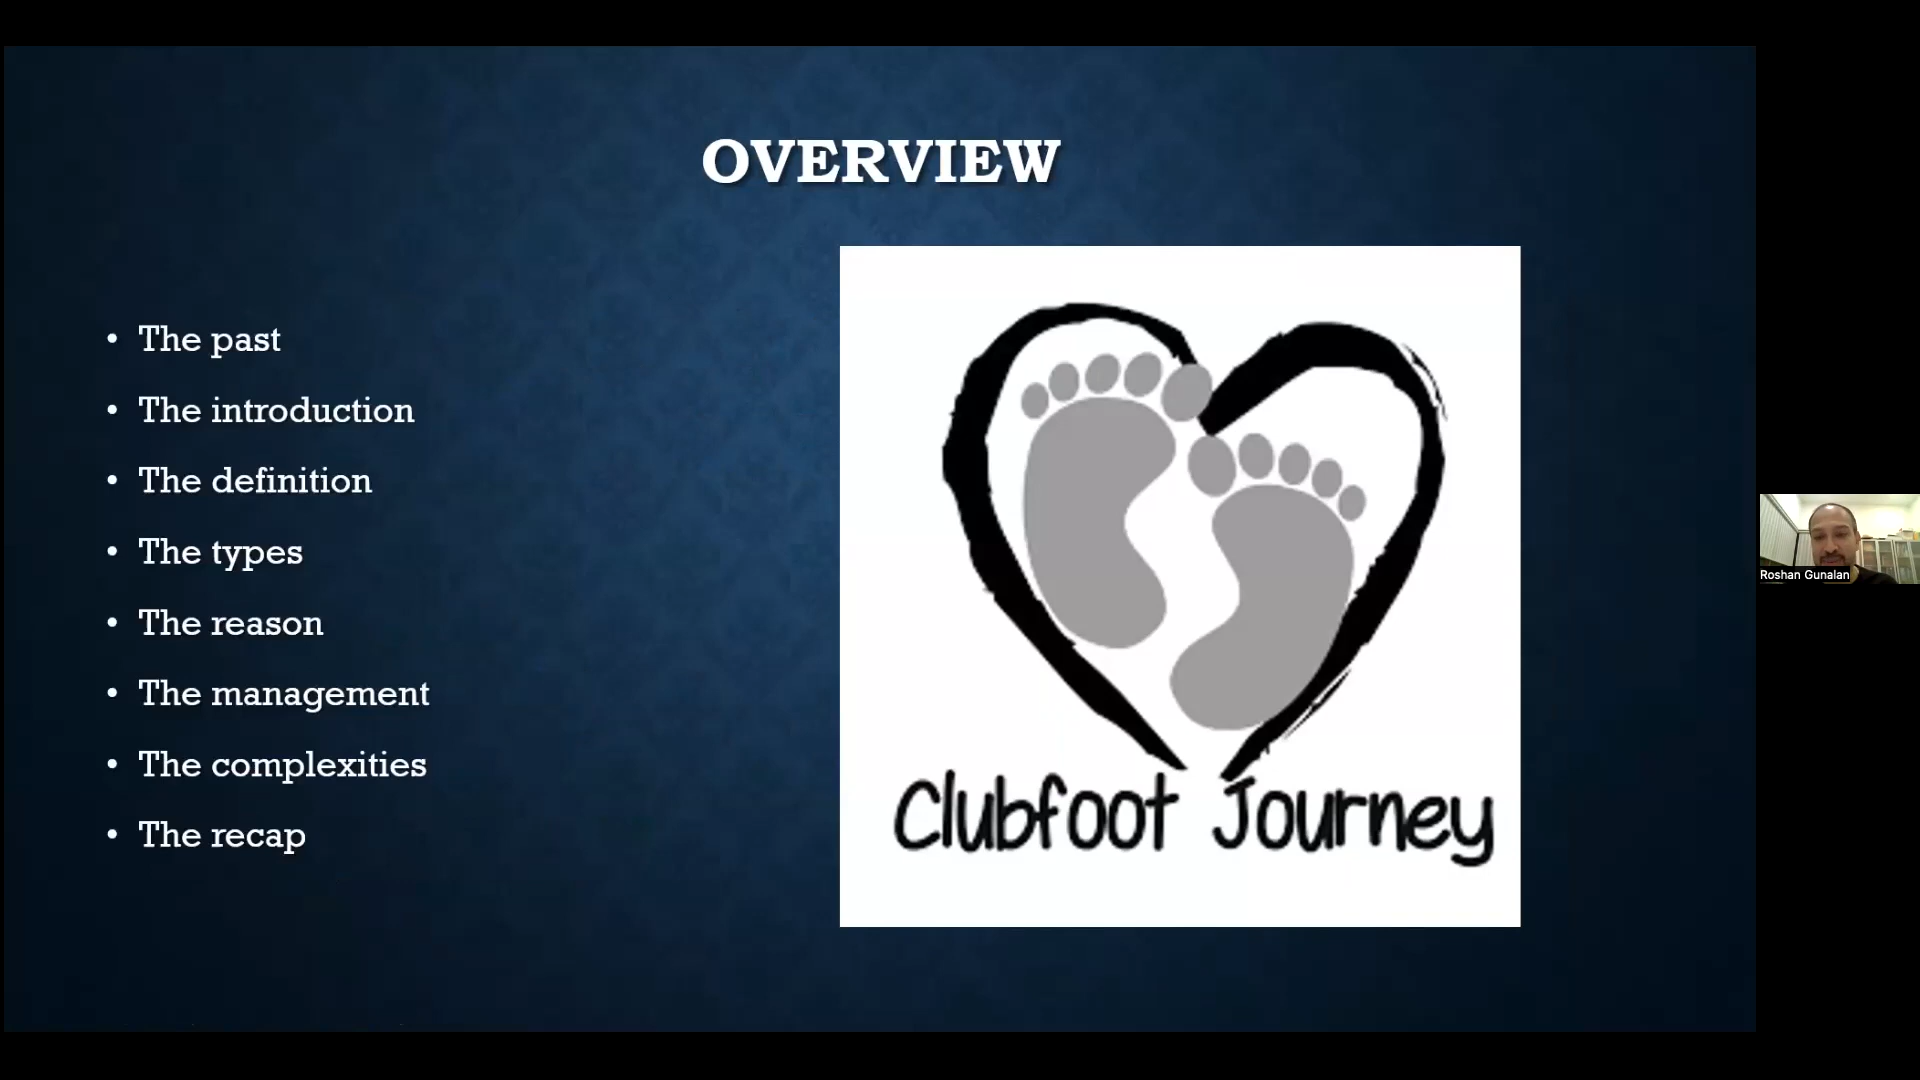 OVERVIEW
• The past
• The introduction
• The definition
• The types
• The reason
• The management
• The complexities
• The recap
Clubfoot Journey
Roshan Gunalan